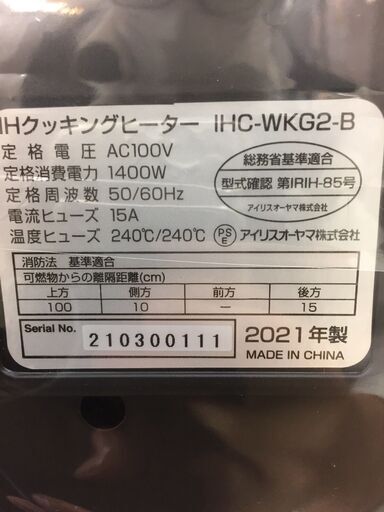 IHクッキングヒーター IHC-WKG2-B
定格電圧 AC100V
定格消費電力 1400W
定格周波数 50/60Hz
電流ヒューズ 15A
温度ヒューズ 240℃/240℃
PSE
アイリスオーヤマ株式会社
総務省基準適合
型式確認 第IRIH-85号
アイリスオーヤマ株式会社
消防法 基準適合
可燃物からの離隔距離(cm)
上方 側方 前方 後方
100 10 — 15
Serial No. 210300111
2021年製
MADE IN CHINA